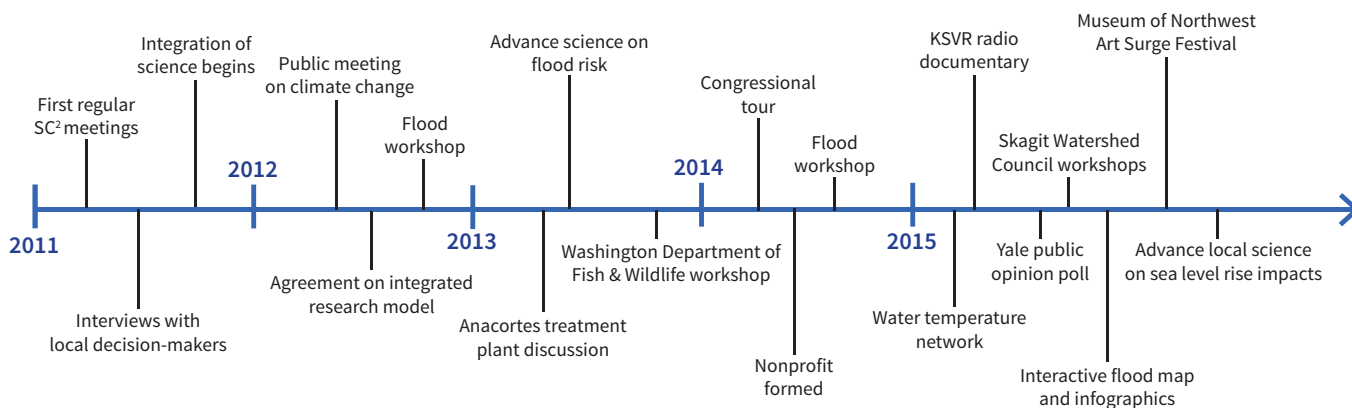 Museum of Northwest
Art Surge Festival
KSVR radio
documentary
Integration of
science begins
Advance science on
flood risk
Public meeting
on climate change
Congressional
tour
First regular
SC² meetings
Flood
workshop
Flood
workshop
Skagit Watershed
Council workshops
2012
2014
2011
2013
2015
Washington Department of
Fish & Wildlife workshop
Yale public
opinion poll
Advance local science
on sea level rise impacts
Agreement on integrated
research model
Interviews with
local decision-makers
Anacortes treatment
plant discussion
Water temperature
network
Nonprofit
formed
Interactive flood map
and infographics